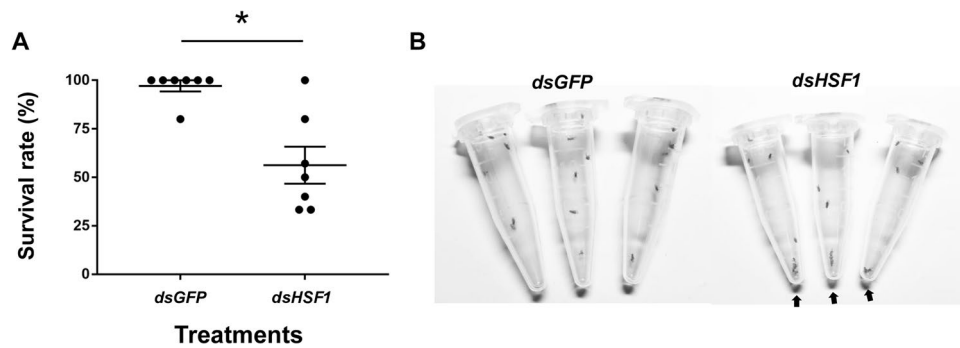 A
*
Survival rate (%)
100
75
50
25
0
dsGFP
dsHSF1
Treatments
B
dsGFP
dsHSF1